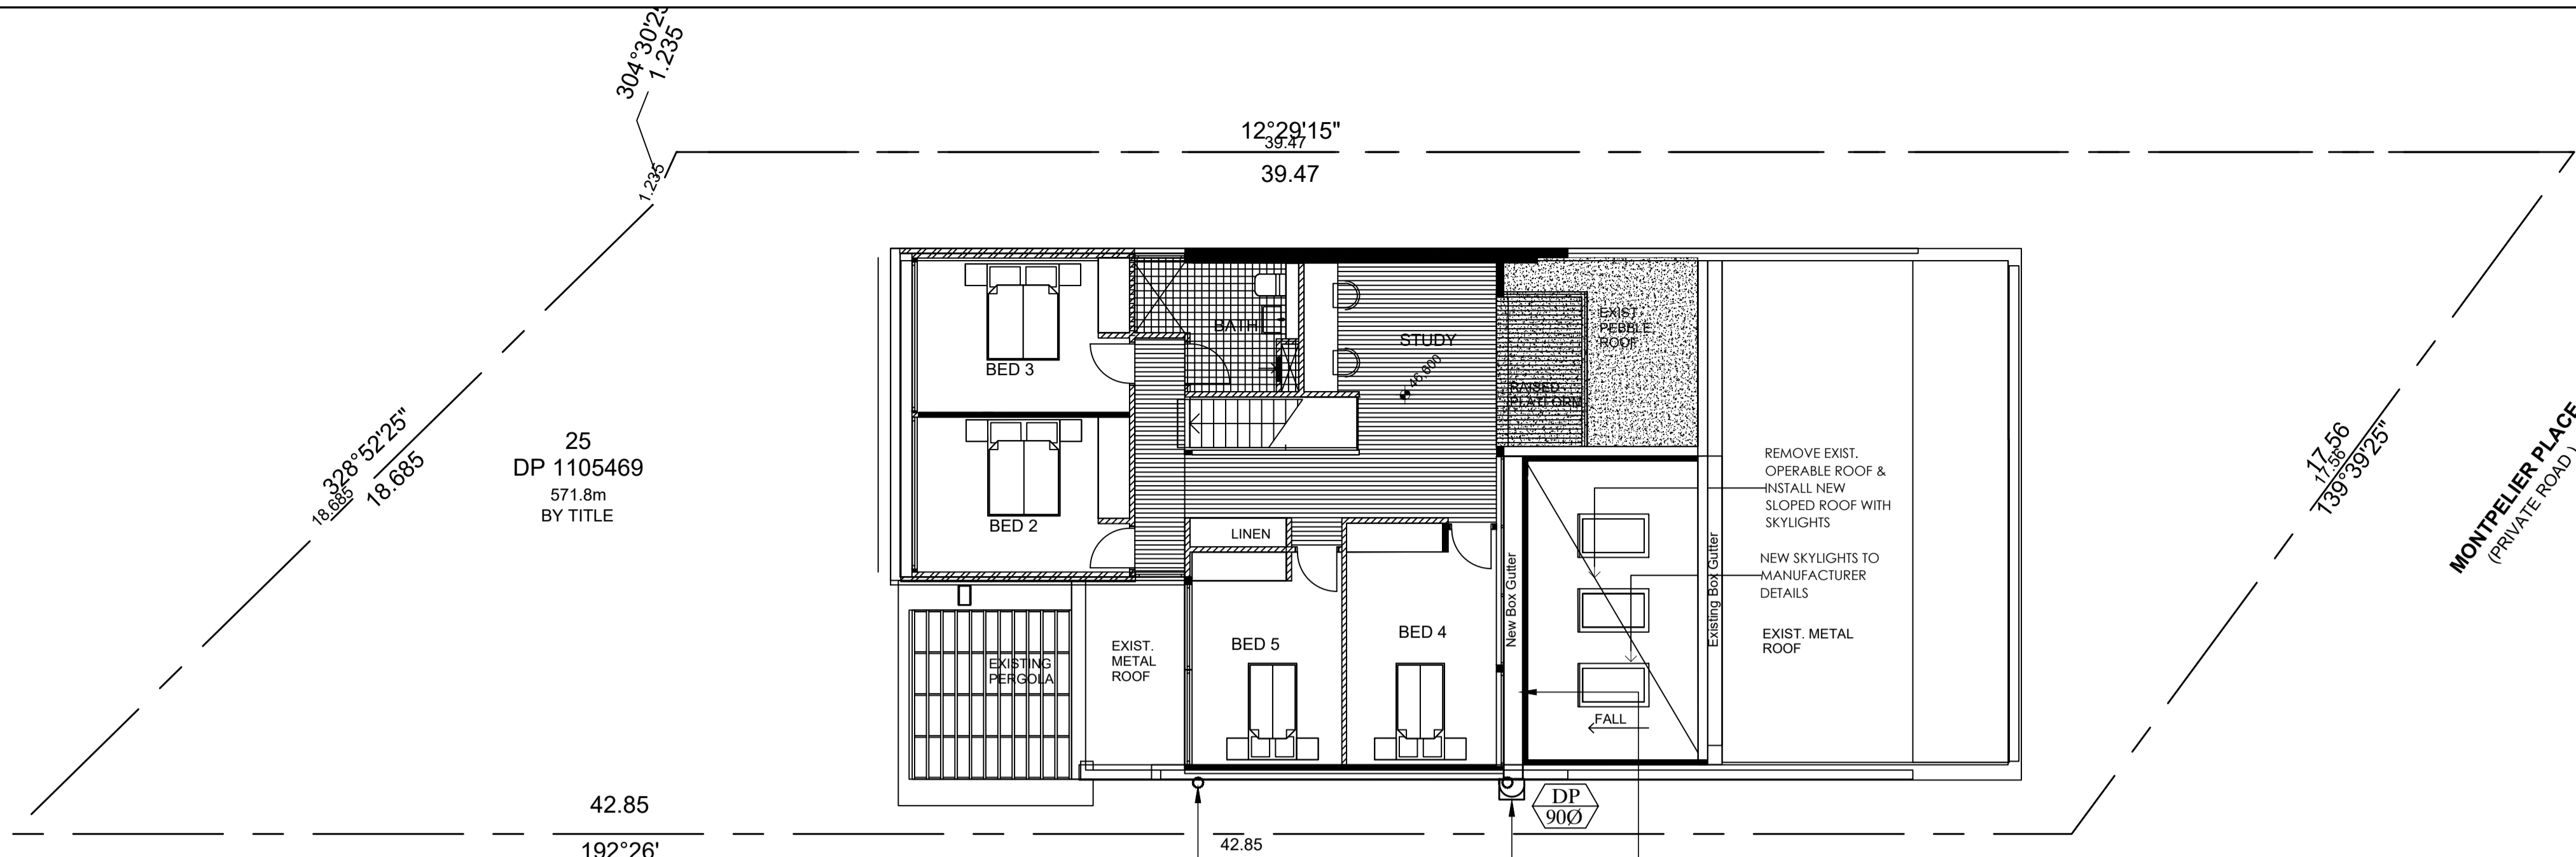 304°30'25
1.235
1.235
12°29'15"
39.47
39.47
328°52'25"
18.685
18.685
25
DP 1105469
571.8m
BY TITLE
BED 3
BED 2
BATH
STUDY
46,600
EXIST.
PEBBLE
ROOF
RAISED
PLATFORM
LINEN
BED 5
BED 4
EXISTING
PERGOLA
EXIST.
METAL
ROOF
New Box Gutter
Existing Box Gutter
FALL
REMOVE EXIST.
OPERABLE ROOF &
INSTALL NEW
SLOPED ROOF WITH
SKYLIGHTS
NEW SKYLIGHTS TO
MANUFACTURER
DETAILS
EXIST. METAL
ROOF
17.56
17.56
139°39'25"
MONTPELIER PLACE
(PRIVATE ROAD )
DP
90Ø
42.85
192°26'
42.85